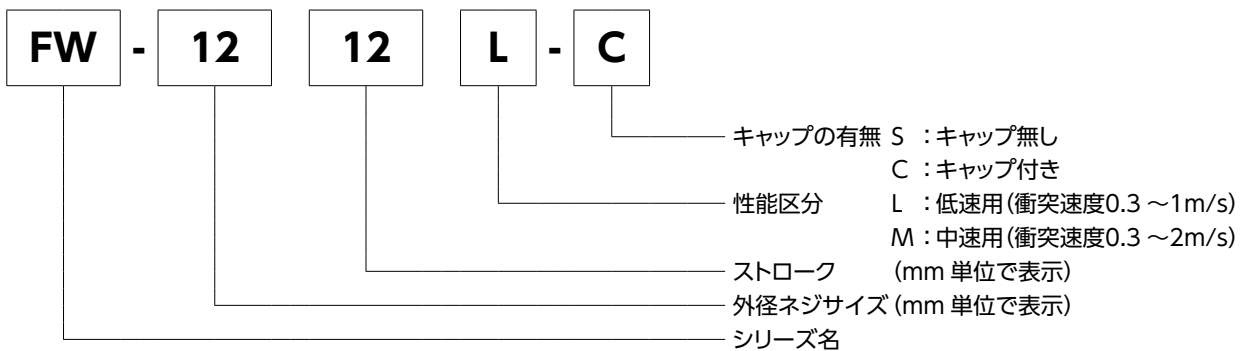 FW - 12 12 L - C
キャップの有無 S :キャップ無し
C :キャップ付き
性能区分 L :低速用(衝突速度0.3 ~1m/s)
M :中速用(衝突速度0.3 ~2m/s)
ストローク (mm 単位で表示)
外径ネジサイズ (mm 単位で表示)
シリーズ名